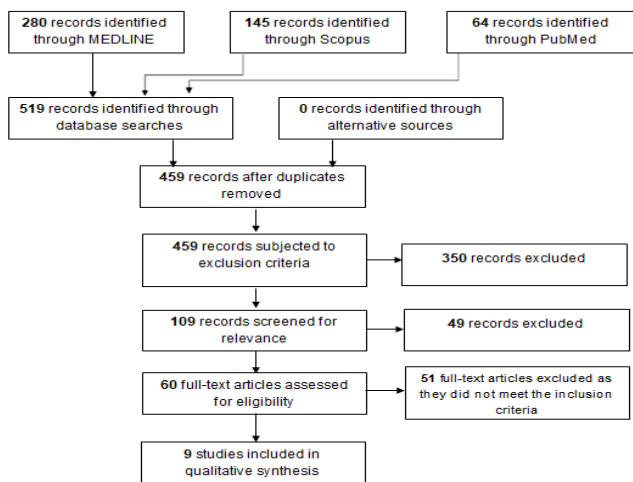 280 records identified
through MEDLINE
145 records identified
through Scopus
64 records identified
through PubMed
519 records identified through
database searches
0 records identified through
alternative sources
459 records after duplicates
removed
459 records subjected to
exclusion criteria
350 records excluded
109 records screened for
relevance
49 records excluded
60 full-text articles assessed
for eligibility
51 full-text articles excluded as
they did not meet the inclusion
criteria
9 studies included in
qualitative synthesis